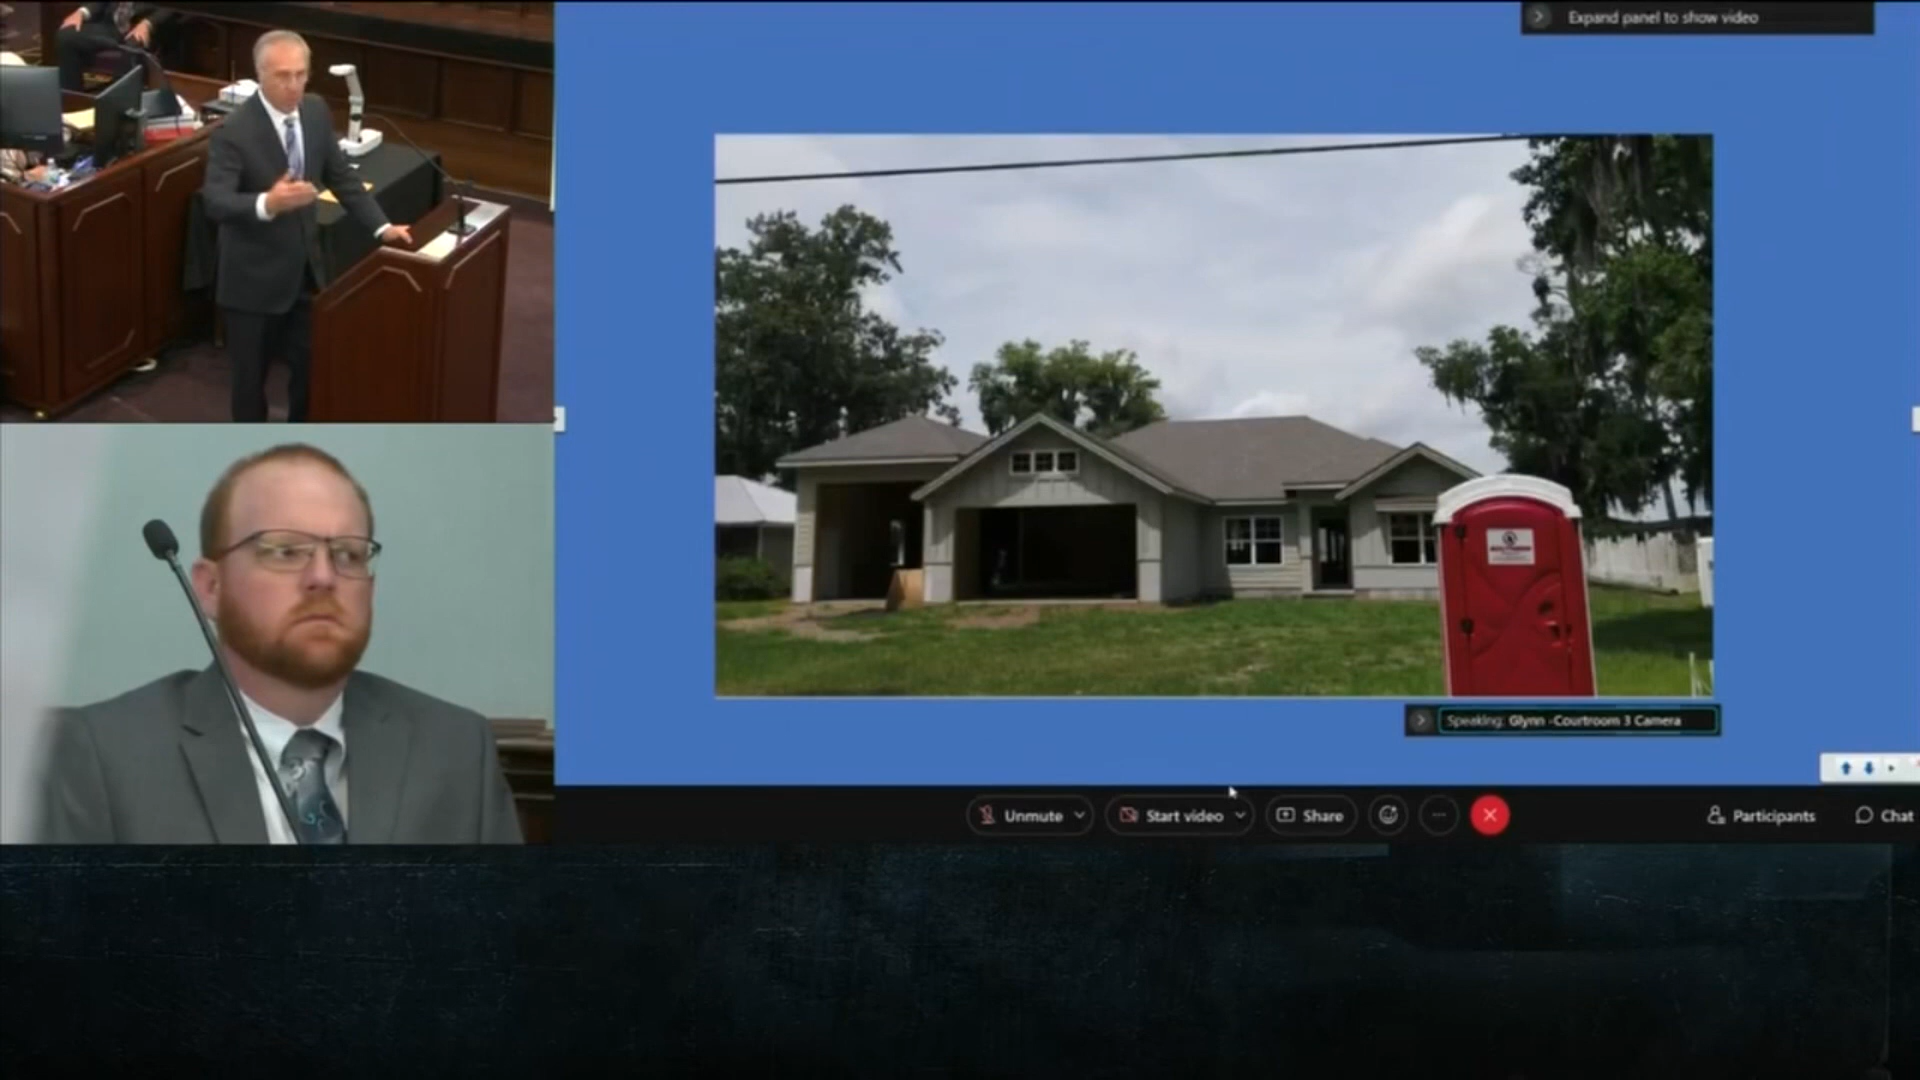 Expand panel to show video
Speaking: Glynn -Courtroom 3 Camera
Unmute
Start video
Share
Participants
Chat